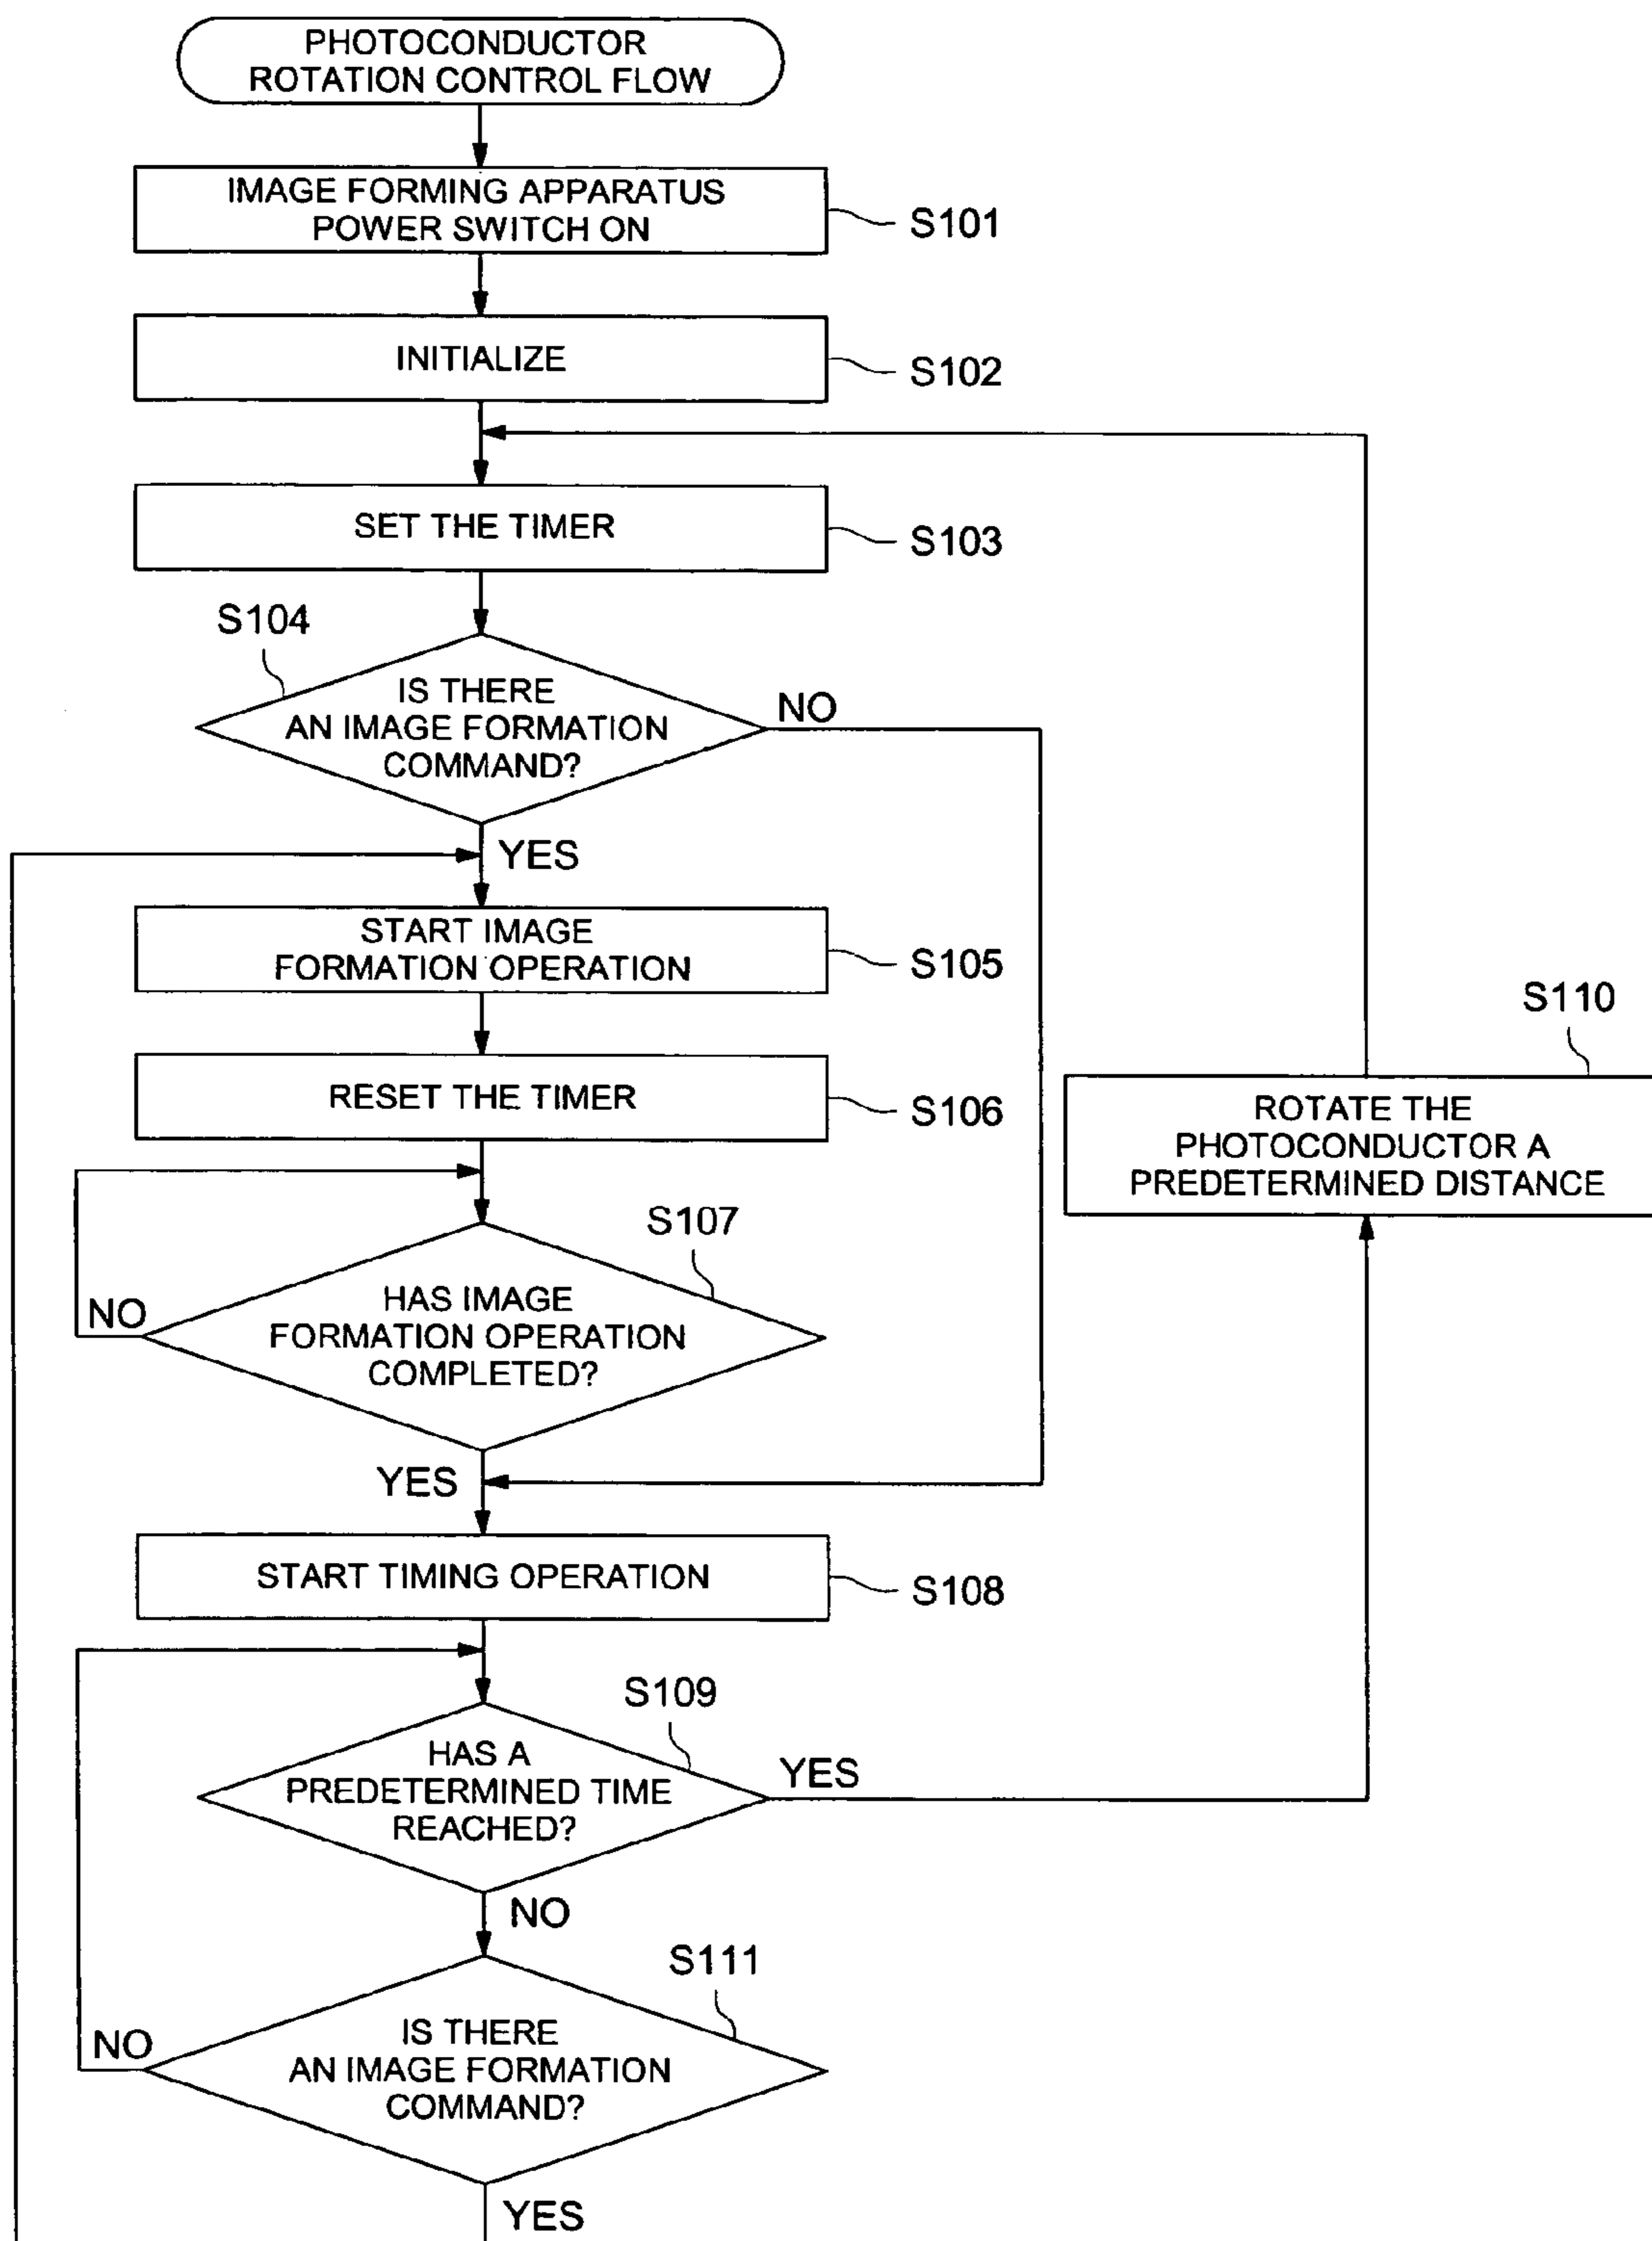 PHOTOCONDUCTOR
ROTATION CONTROL FLOW
IMAGE FORMING APPARATUS
POWER SWITCH ON
S101
INITIALIZE
S102
SET THE TIMER
S103
S104
IS THERE
AN IMAGE FORMATION
COMMAND?
NO
YES
START IMAGE
FORMATION OPERATION
S105
RESET THE TIMER
S106
S110
ROTATE THE
PHOTOCONDUCTOR A
PREDETERMINED DISTANCE
S107
HAS IMAGE
FORMATION OPERATION
COMPLETED?
NO
YES
START TIMING OPERATION
S108
S109
HAS A
PREDETERMINED TIME
REACHED?
YES
NO
S111
IS THERE
AN IMAGE FORMATION
COMMAND?
NO
YES